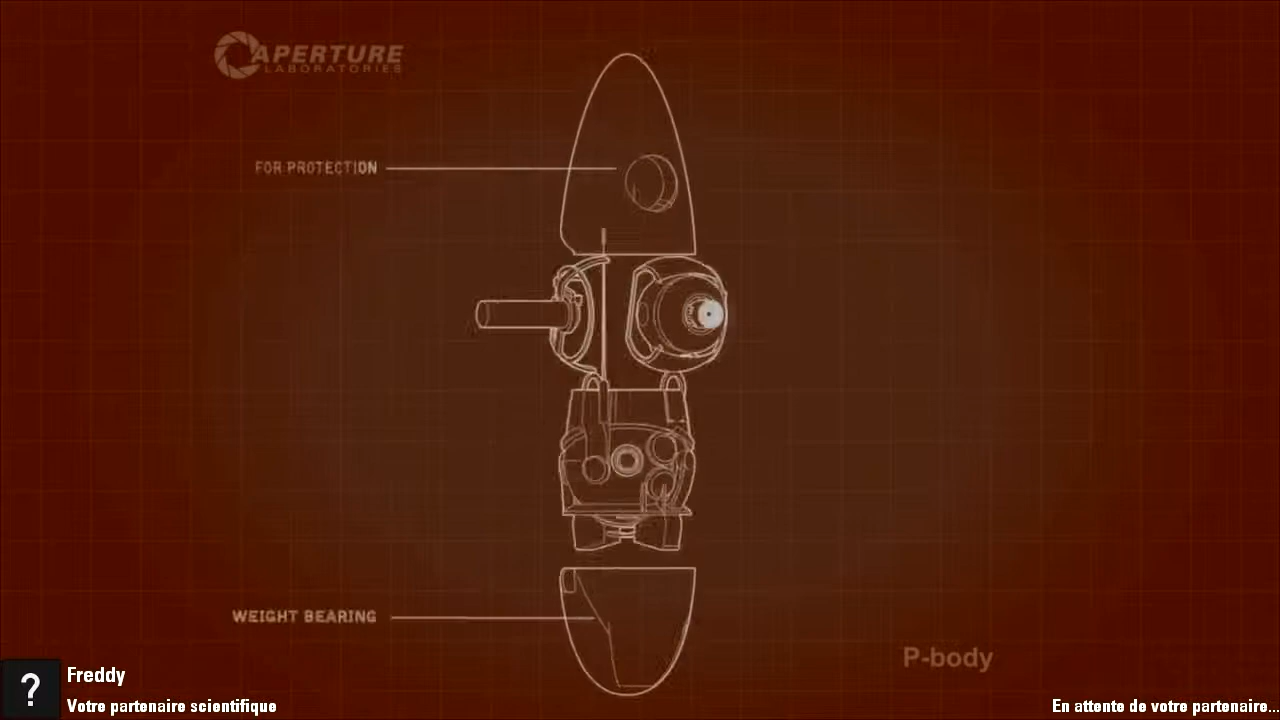 APERTURE
LABORATORIES
FOR PROTECTION
WEIGHT BEARING
P-body
?
Freddy
Votre partenaire scientifique
En attente de votre partenaire...